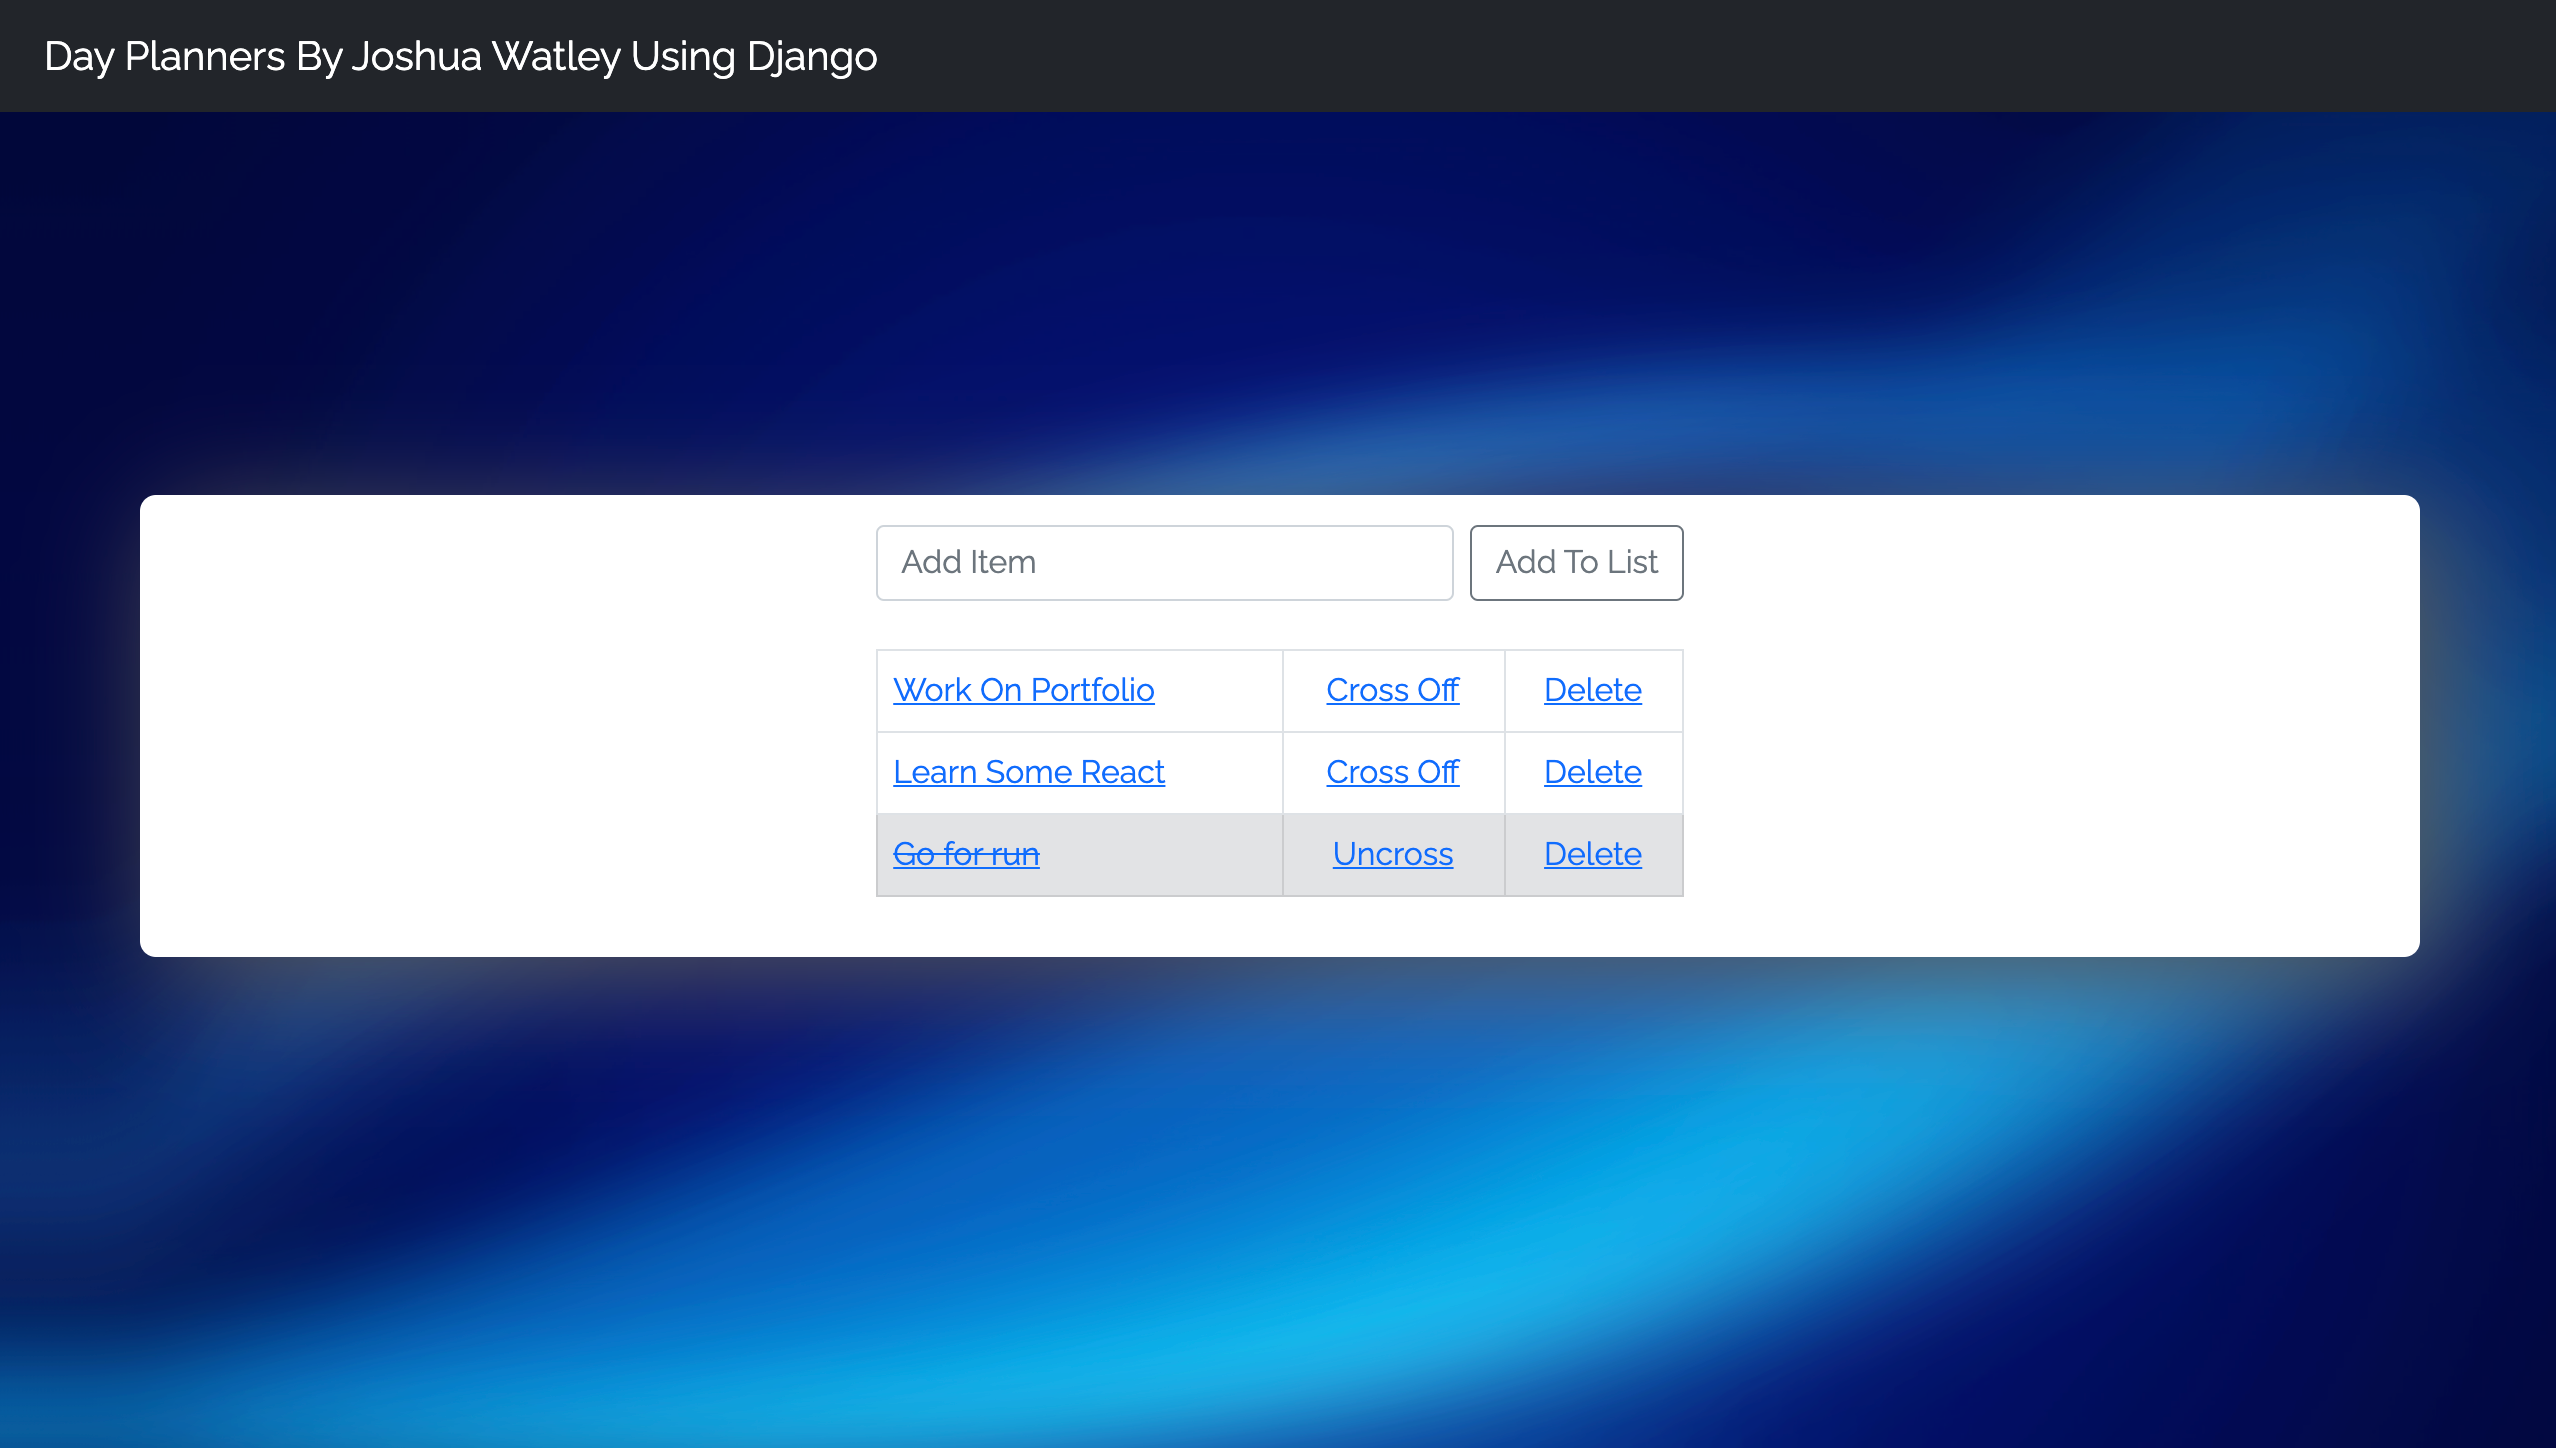 Day Planners By Joshua Watley Using Django
Add Item Add To List
Work On Portfolio Cross Off Delete
Learn Some React Cross Off Delete
Go for run Uncross Delete